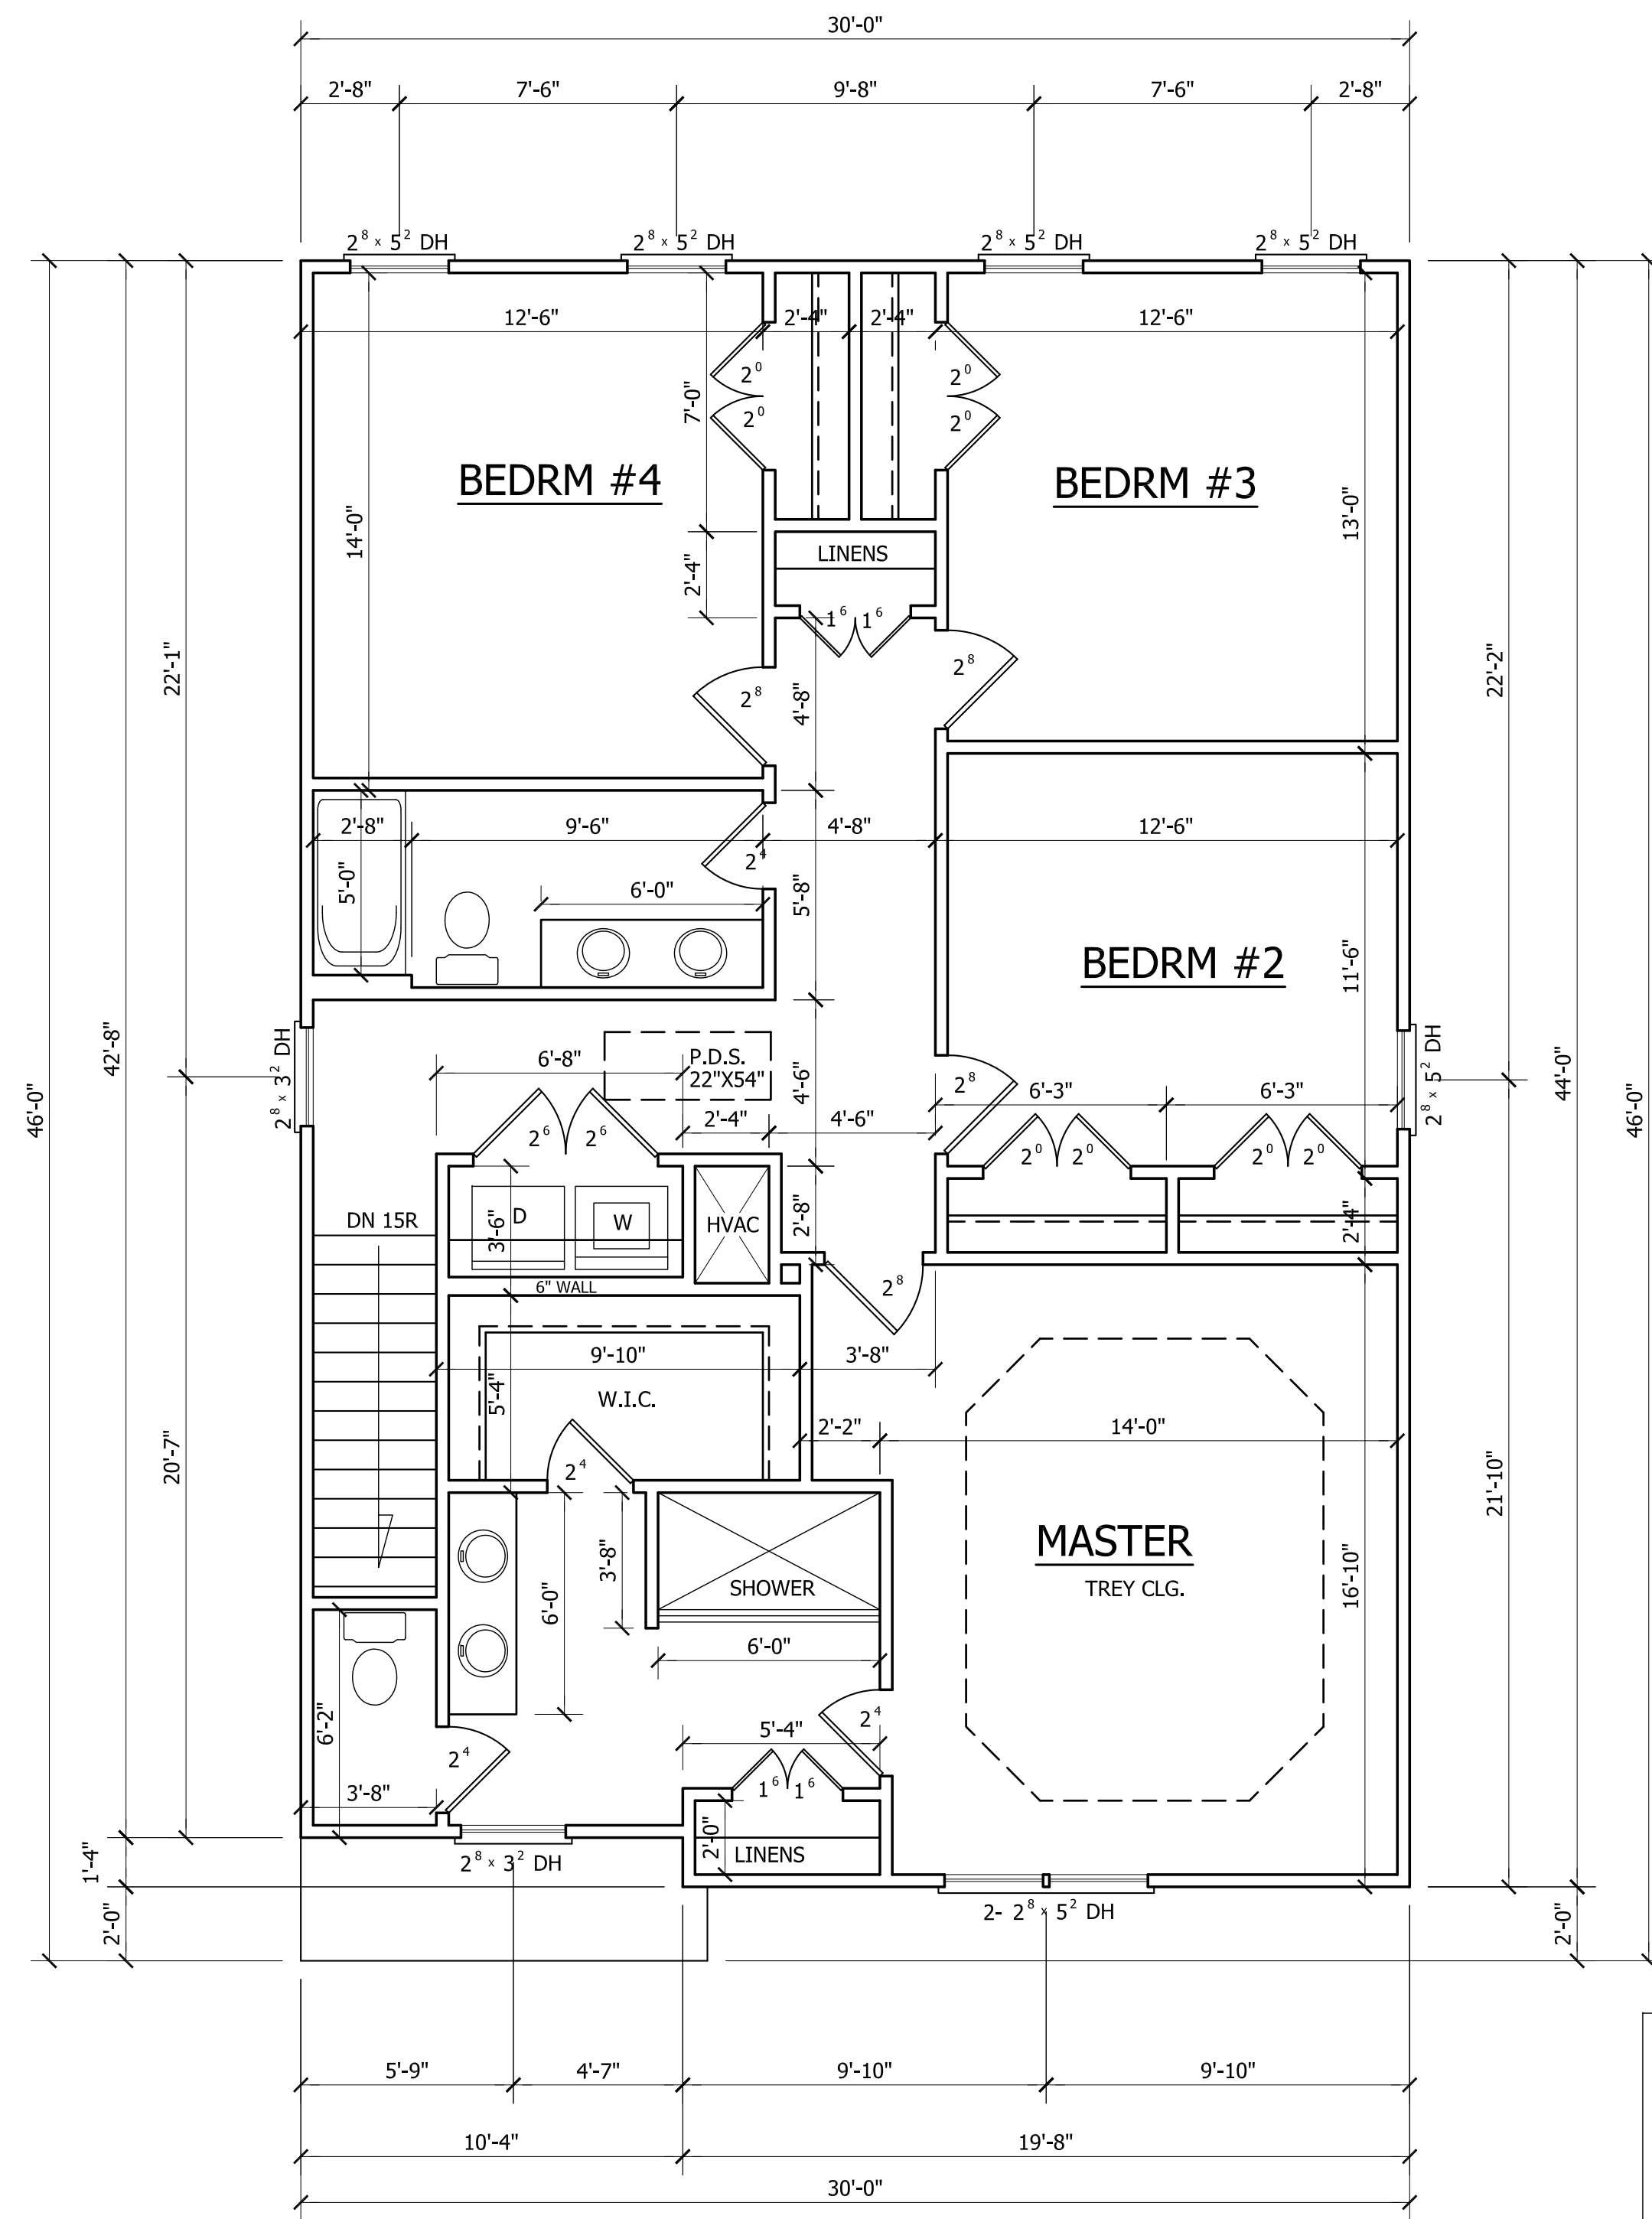 30'-0"
2'-8" 7'-6" 9'-8" 7'-6" 2'-8"
2⁸ x 5² DH 2⁸ x 5² DH 2⁸ x 5² DH 2⁸ x 5² DH
12'-6" 2'-4" 2'-4" 12'-6"
2⁰ 2⁰
7'-0"
2⁰ 2⁰
BEDRM #4 BEDRM #3
14'-0" 13'-0"
LINENS
2'-4"
1⁶ 1⁶
22'-1" 22'-2"
2⁸
2⁸
4'-8"
2'-8" 9'-6" 4'-8" 12'-6"
2⁴
5'-0" 6'-0" 5'-8"
BEDRM #2
11'-6"
42'-8" 44'-0"
46'-0" 46'-0"
2⁸ x 3² DH 2⁸ x 5² DH
P.D.S.
22"X54"
6'-8"
4'-6"
2⁸
6'-3" 6'-3"
2'-4" 4'-6"
2⁶ 2⁶
2⁰ 2⁰ 2⁰ 2⁰
DN 15R
D W HVAC
3'-6" 2'-8" 2'-4"
6" WALL
2⁸
9'-10" 3'-8"
5'-4"
W.I.C.
2'-2" 14'-0"
20'-7" 21'-10"
2⁴
MASTER
TREY CLG.
3'-8" SHOWER
6'-0" 16'-10"
6'-0"
6'-2"
2⁴
5'-4"
2⁴
3'-8"
1⁶ 1⁶
2'-0"
LINENS
2⁸ x 3² DH
1'-4"
2- 2⁸ x 5² DH
2'-0" 2'-0"
5'-9" 4'-7" 9'-10" 9'-10"
10'-4" 19'-8"
30'-0"